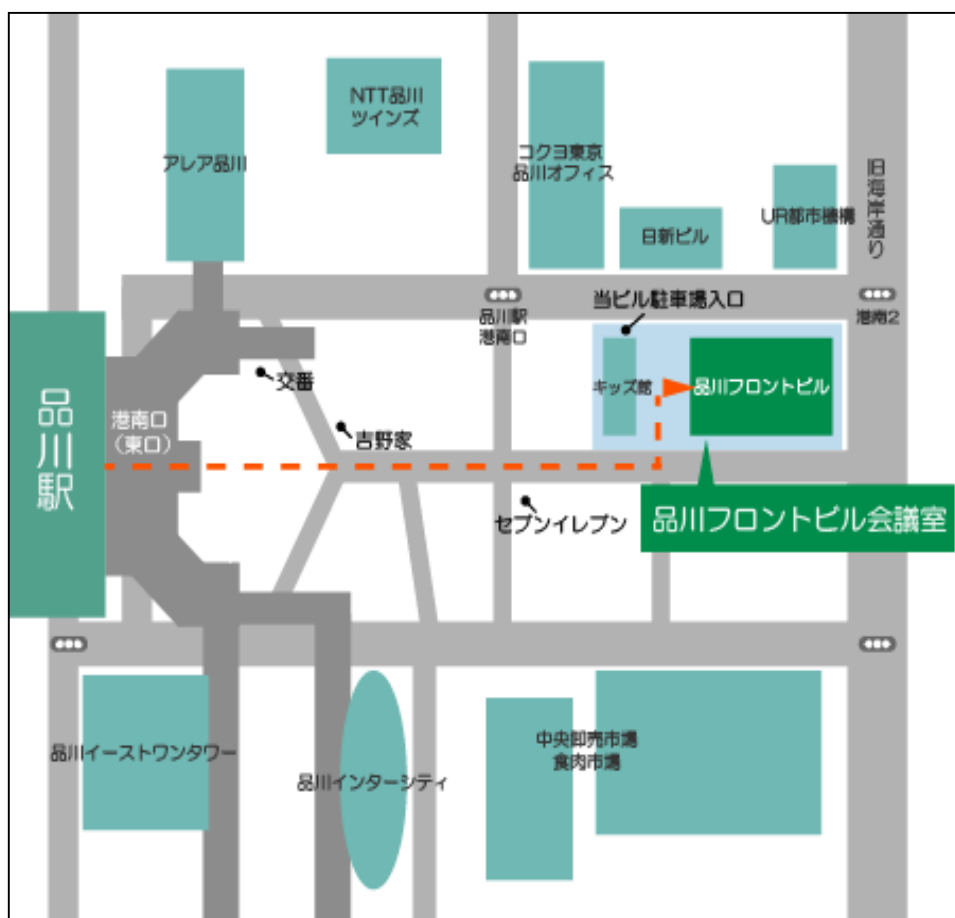 NTT品川
ツインズ
アレア品川
コクヨ東京
品川オフィス
日新ビル
UR都市機構
旧海岸通り
品川駅
港南口
当ビル駐車場入口
港南2
交番
キッズ館
品川フロントビル
品川駅
港南口
（東口）
吉野家
セブンイレブン
品川フロントビル会議室
品川イーストワンタワー
品川インターシティ
中央卸売市場
食肉市場